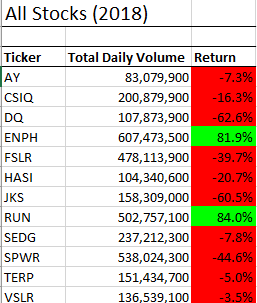 All Stocks (2018)
Ticker Total Daily Volume Return
AY 83,079,900 -7.3%
CSIQ 200,879,900 -16.3%
DQ 107,873,900 -62.6%
ENPH 607,473,500 81.9%
FSLR 478,113,900 -39.7%
HASI 104,340,600 -20.7%
JKS 158,309,000 -60.5%
RUN 502,757,100 84.0%
SEDG 237,212,300 -7.8%
SPWR 538,024,300 -44.6%
TERP 151,434,700 -5.0%
VSLR 136,539,100 -3.5%